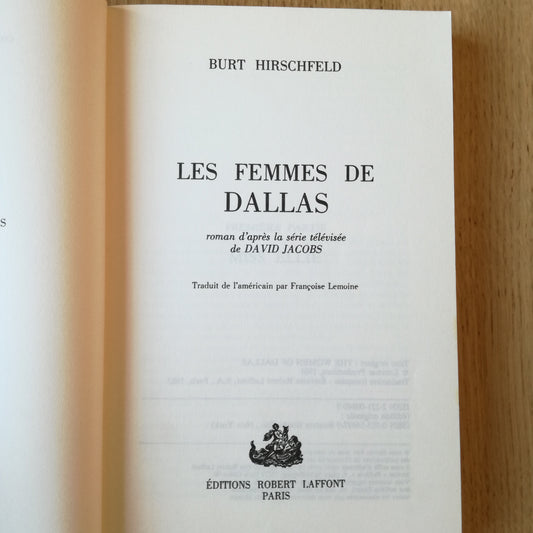 BURT HIRSCHFELD
LES FEMMES DE
DALLAS
roman d'après la série télévisée
de DAVID JACOBS
Traduit de l'américain par Françoise Lemoine
ÉDITIONS ROBERT LAFFONT
PARIS